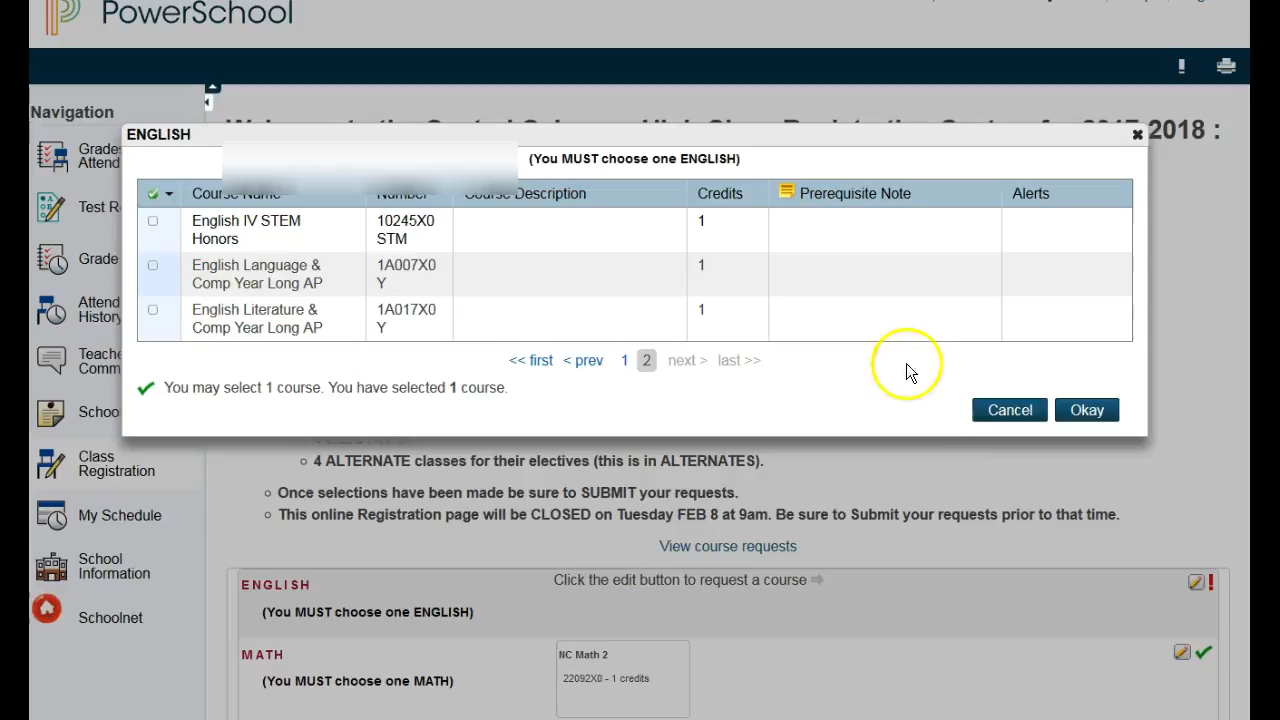 PowerSchool
Navigation
Grades
Attend
Test R
Grade
Attend
History
Teache
Comm
Schoo
Class
Registration
My Schedule
School
Information
Schoolnet
2018 :
ENGLISH
(You MUST choose one ENGLISH)
Course Name Number Course Description Credits Prerequisite Note Alerts
English IV STEM 10245X0 1
Honors STM
English Language & 1A007X0 1
Comp Year Long AP Y
English Literature & 1A017X0 1
Comp Year Long AP Y
<< first < prev 1 2 next > last >>
You may select 1 course. You have selected 1 course.
Cancel Okay
4 ALTERNATE classes for their electives (this is in ALTERNATES).
Once selections have been made be sure to SUBMIT your requests.
This online Registration page will be CLOSED on Tuesday FEB 8 at 9am. Be sure to Submit your requests prior to that time.
View course requests
ENGLISH Click the edit button to request a course
(You MUST choose one ENGLISH)
MATH NC Math 2
22092X0 - 1 credits
(You MUST choose one MATH)